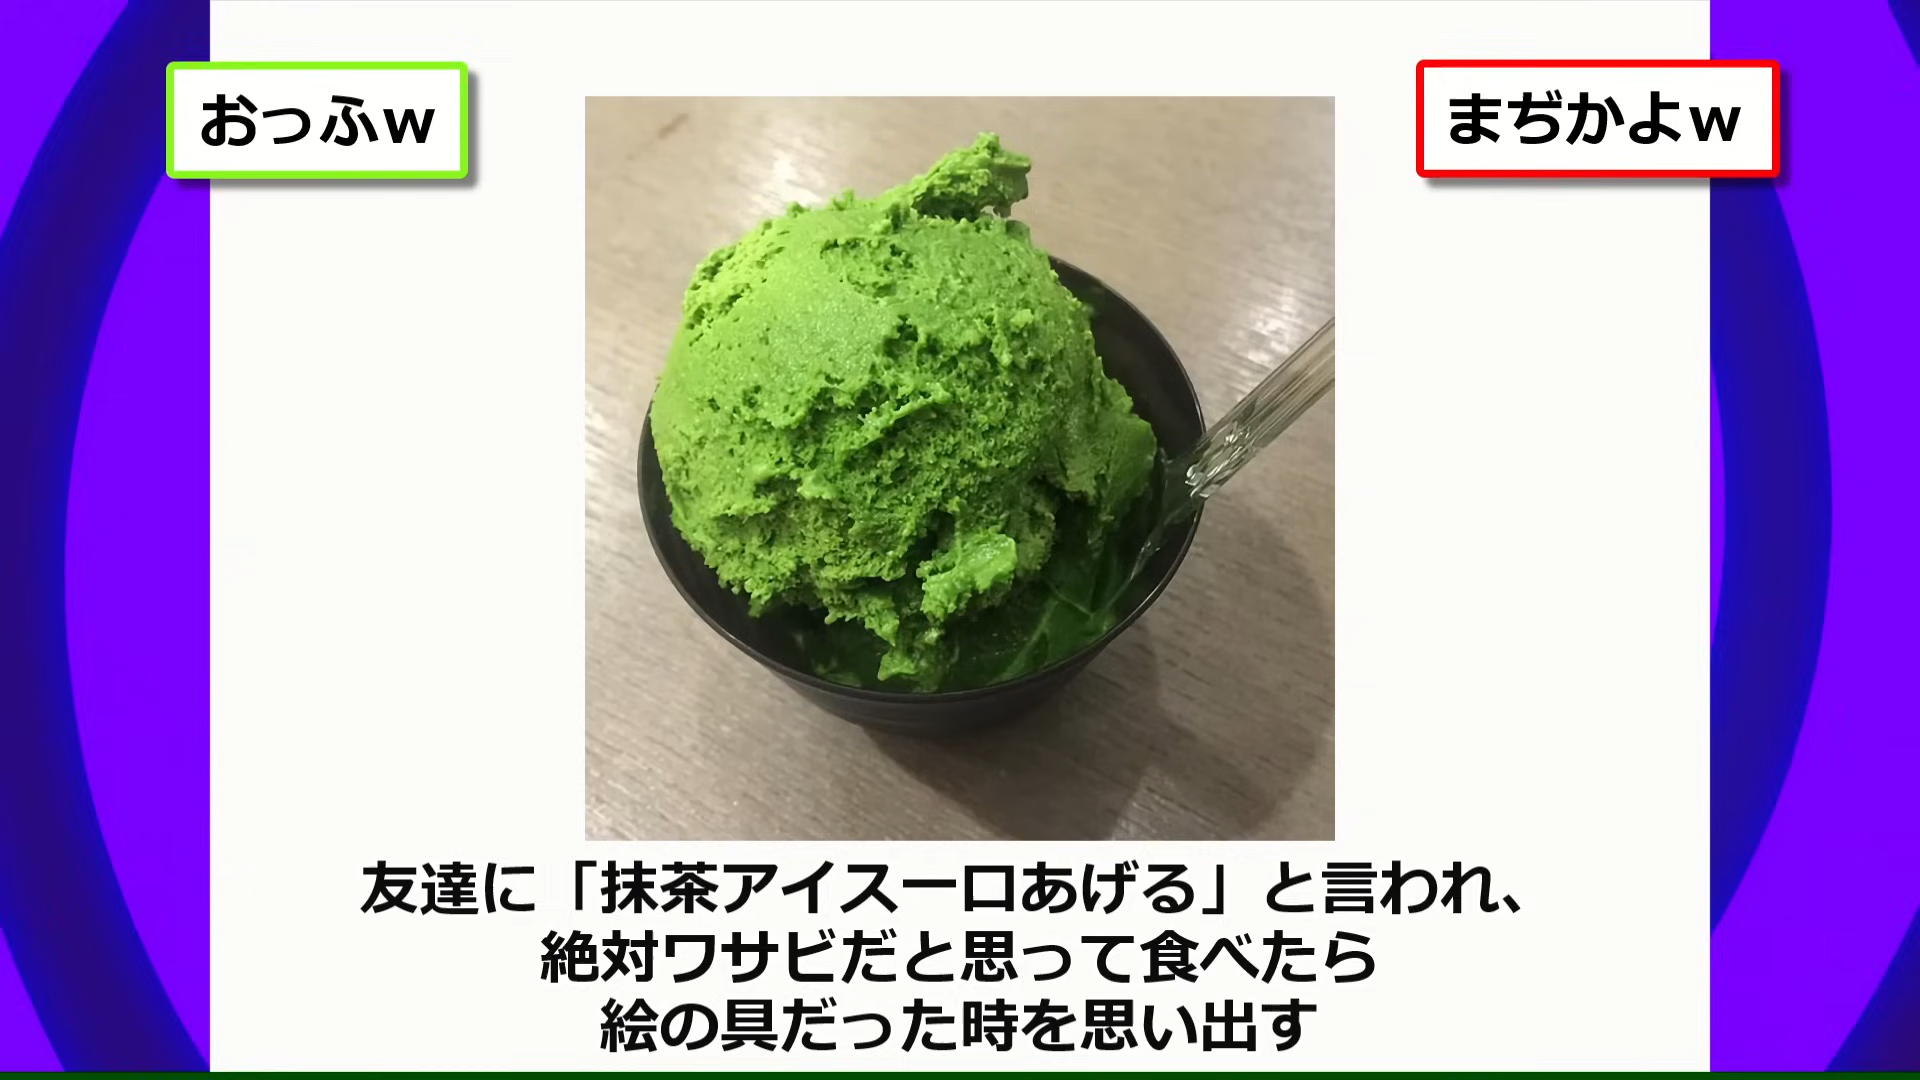 おっふw
まぢかよw
友達に「抹茶アイス一口あげる」と言われ、
絶対ワサビだと思って食べたら
絵の具だった時を思い出す